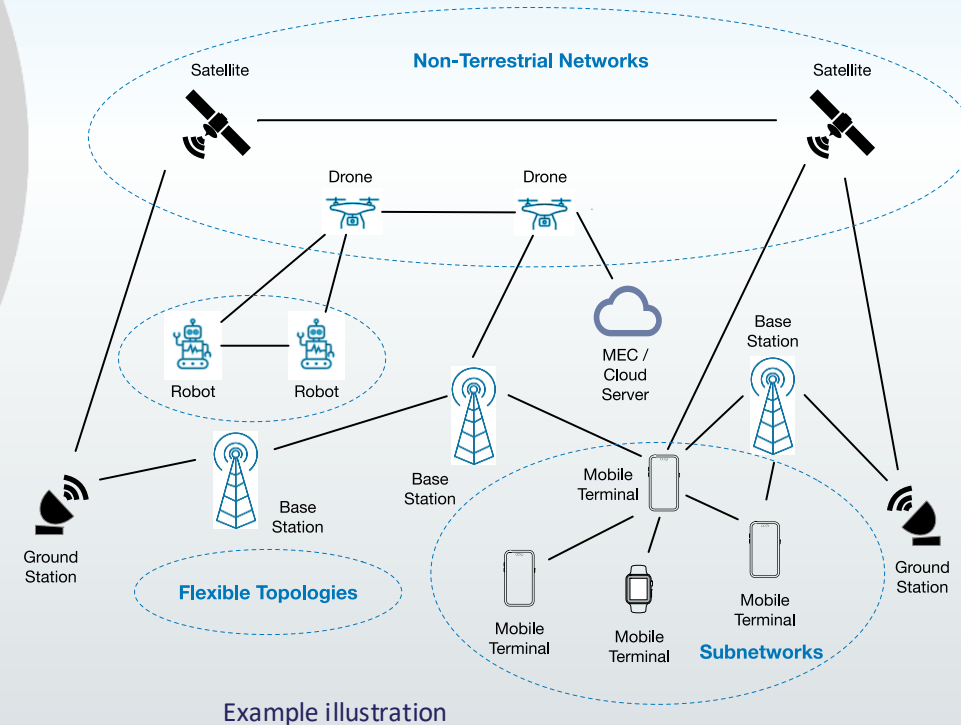 Non-Terrestrial Networks
Satellite
Satellite
Drone
Drone
Robot
Robot
MEC /
Cloud
Server
Base
Station
Base
Station
Base
Station
Mobile
Terminal
Ground
Station
Ground
Station
Flexible Topologies
Mobile
Terminal
Mobile
Terminal
Mobile
Terminal
Subnetworks
Example illustration